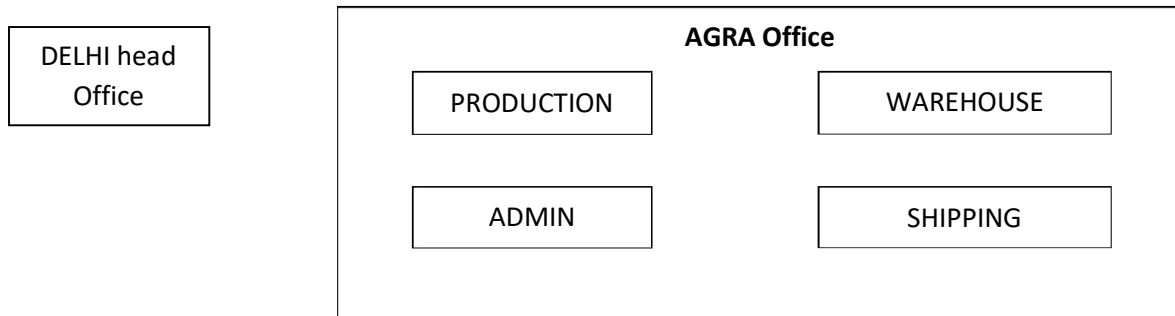 DELHI head
Office
AGRA Office
PRODUCTION
WAREHOUSE
ADMIN
SHIPPING